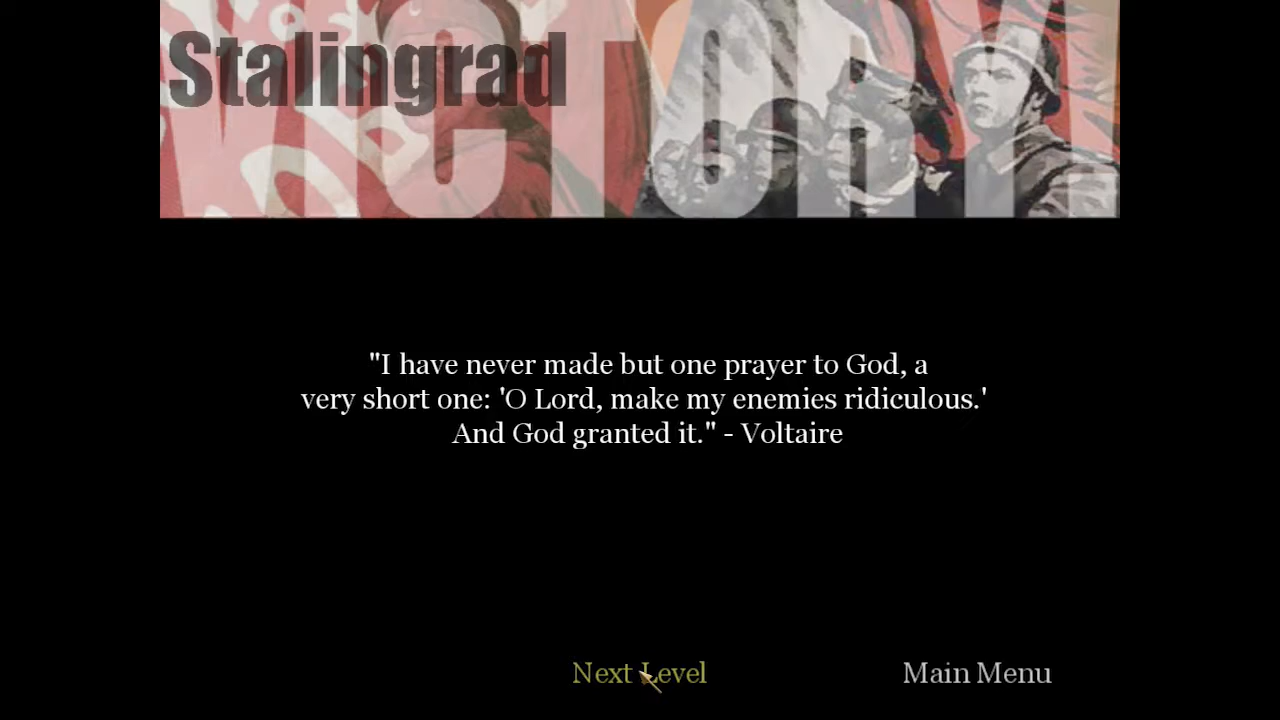 VICTORY!
Stalingrad
"I have never made but one prayer to God, a
very short one: 'O Lord, make my enemies ridiculous.'
And God granted it." - Voltaire
Next Level
Main Menu